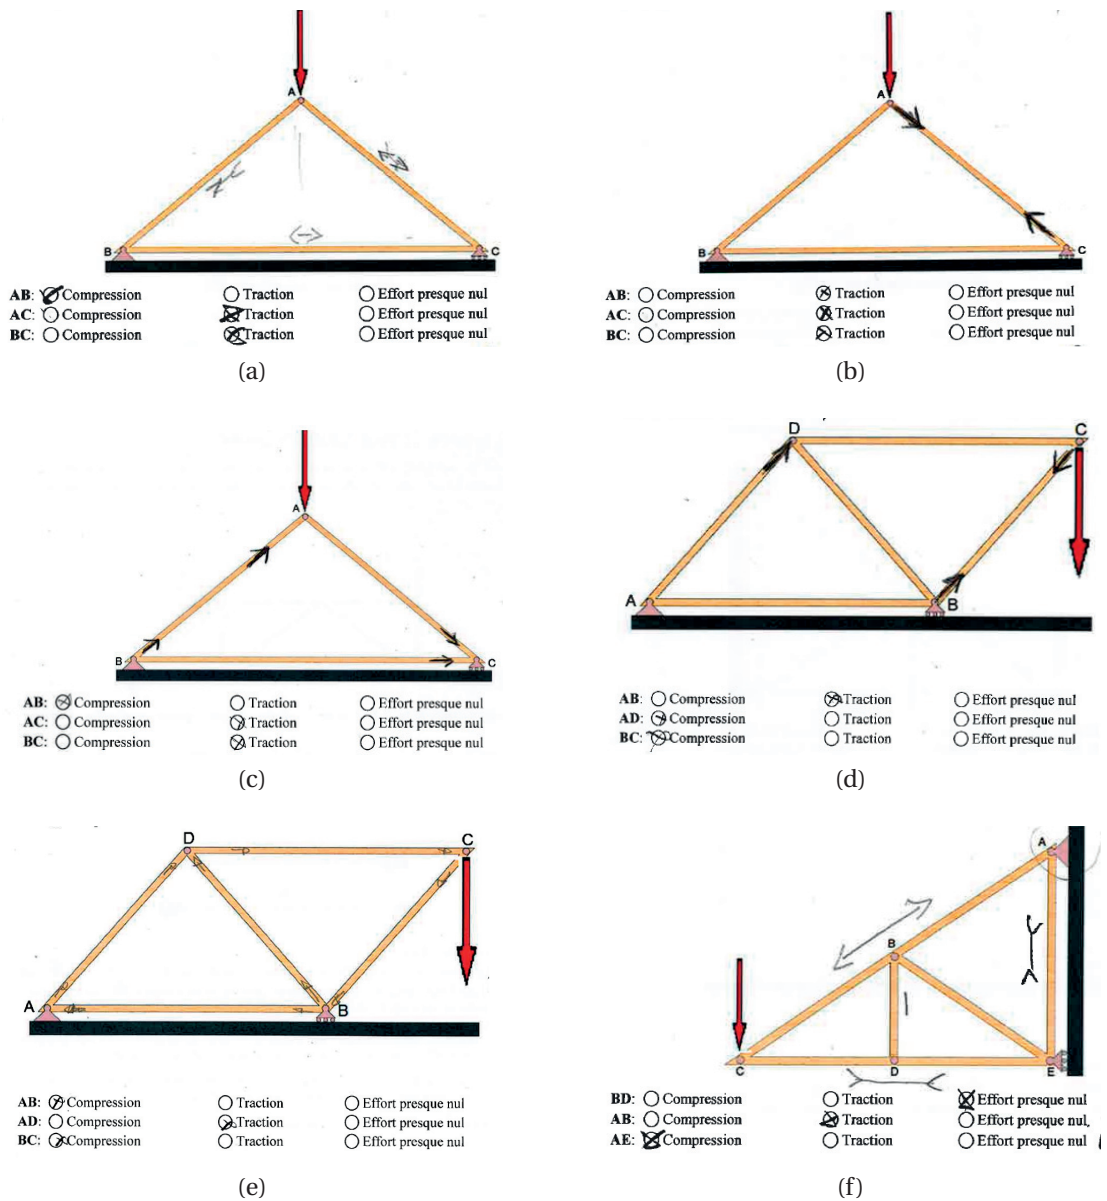 A
B
C
AB: Compression Traction Effort presque nul
AC: Compression Traction Effort presque nul
BC: Compression Traction Effort presque nul
(a)
A
B
C
AB: Compression Traction Effort presque nul
AC: Compression Traction Effort presque nul
BC: Compression Traction Effort presque nul
(b)
A
B
C
AB: Compression Traction Effort presque nul
AC: Compression Traction Effort presque nul
BC: Compression Traction Effort presque nul
(c)
D
C
A
B
AB: Compression Traction Effort presque nul
AD: Compression Traction Effort presque nul
BC: Compression Traction Effort presque nul
(d)
D
C
A
B
AB: Compression Traction Effort presque nul
AD: Compression Traction Effort presque nul
BC: Compression Traction Effort presque nul
(e)
A
B
C
D
E
BD: Compression Traction Effort presque nul
AB: Compression Traction Effort presque nul.
AE: Compression Traction Effort presque nul
(f)